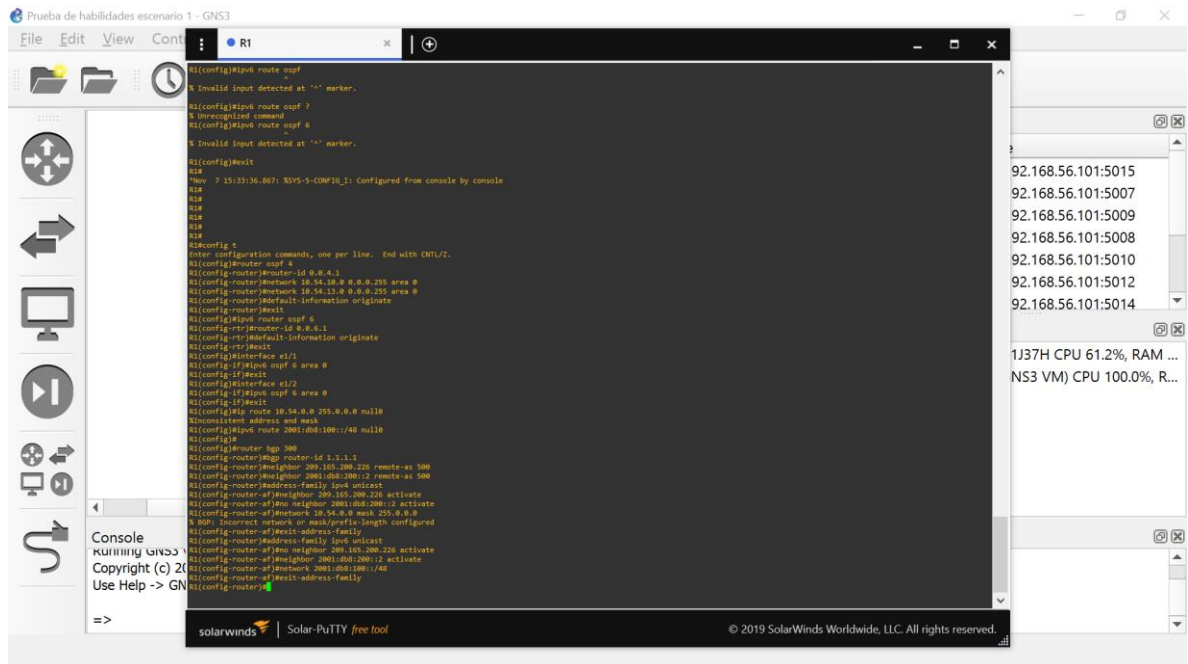 Prueba de habilidades escenario 1 - GNS3
File Edit View Cont
R1
R1(config)#ipv6 route ospf
^
% Invalid input detected at '^' marker.
R1(config)#ipv6 route ospf ?
% Unrecognized command
R1(config)#ipv6 route ospf 6
^
% Invalid input detected at '^' marker.
R1(config)#exit
R1#
*Nov 7 15:33:36.867: %SYS-5-CONFIG_I: Configured from console by console
R1#
R1#
R1#
R1#
R1#
R1#config t
Enter configuration commands, one per line. End with CNTL/Z.
R1(config)#router ospf 4
R1(config-router)#router-id 0.0.4.1
R1(config-router)#network 10.54.10.0 0.0.0.255 area 0
R1(config-router)#network 10.54.13.0 0.0.0.255 area 0
R1(config-router)#default-information originate
R1(config-router)#exit
R1(config)#ipv6 router ospf 6
R1(config-rtr)#router-id 0.0.6.1
R1(config-rtr)#default-information originate
R1(config-rtr)#exit
R1(config)#interface e1/1
R1(config-if)#ipv6 ospf 6 area 0
R1(config-if)#exit
R1(config)#interface e1/2
R1(config-if)#ipv6 ospf 6 area 0
R1(config-if)#exit
R1(config)#ip route 10.54.0.0 255.0.0.0 null0
%Inconsistent address and mask
R1(config)#ipv6 route 2001:db8:100::/48 null0
R1(config)#
R1(config)#router bgp 300
R1(config-router)#bgp router-id 1.1.1.1
R1(config-router)#neighbor 209.165.200.226 remote-as 500
R1(config-router)#neighbor 2001:db8:200::2 remote-as 500
R1(config-router)#address-family ipv4 unicast
R1(config-router-af)#neighbor 209.165.200.226 activate
R1(config-router-af)#no neighbor 2001:db8:200::2 activate
R1(config-router-af)#network 10.54.0.0 mask 255.0.0.0
% BGP: Incorrect network or mask/prefix-length configured
R1(config-router-af)#exit-address-family
R1(config-router)#address-family ipv6 unicast
R1(config-router-af)#no neighbor 209.165.200.226 activate
R1(config-router-af)#neighbor 2001:db8:200::2 activate
R1(config-router-af)#network 2001:db8:100::/48
R1(config-router-af)#exit-address-family
R1(config-router)#
solarwinds Solar-PuTTY free tool
© 2019 SolarWinds Worldwide, LLC. All rights reserved.
92.168.56.101:5015
92.168.56.101:5007
92.168.56.101:5009
92.168.56.101:5008
92.168.56.101:5010
92.168.56.101:5012
92.168.56.101:5014
1J37H CPU 61.2%, RAM ...
NS3 VM) CPU 100.0%, R...
Console
Running GNS3
Copyright (c) 20
Use Help -> GN
=>